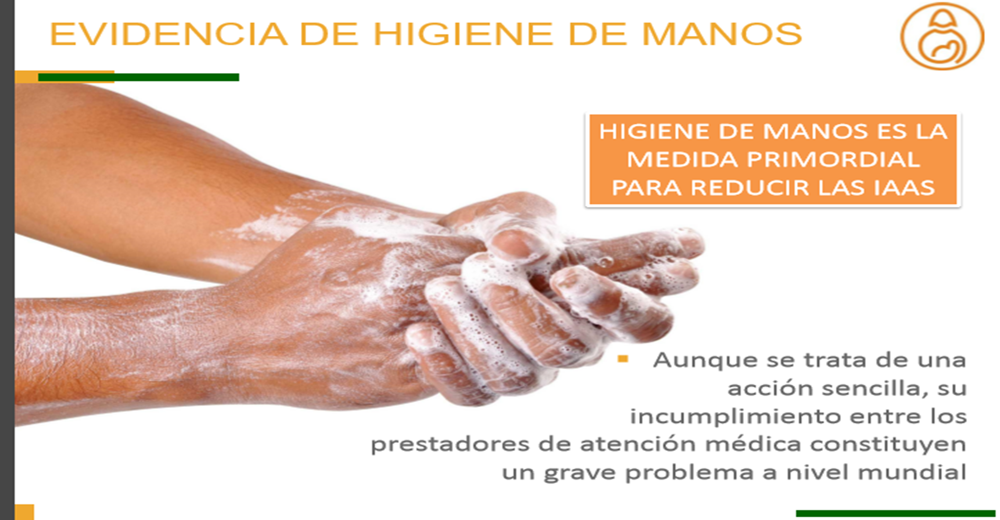 EVIDENCIA DE HIGIENE DE MANOS
HIGIENE DE MANOS ES LA
MEDIDA PRIMORDIAL
PARA REDUCIR LAS IAAS
Aunque se trata de una
acción sencilla, su
incumplimiento entre los
prestadores de atención médica constituyen
un grave problema a nivel mundial